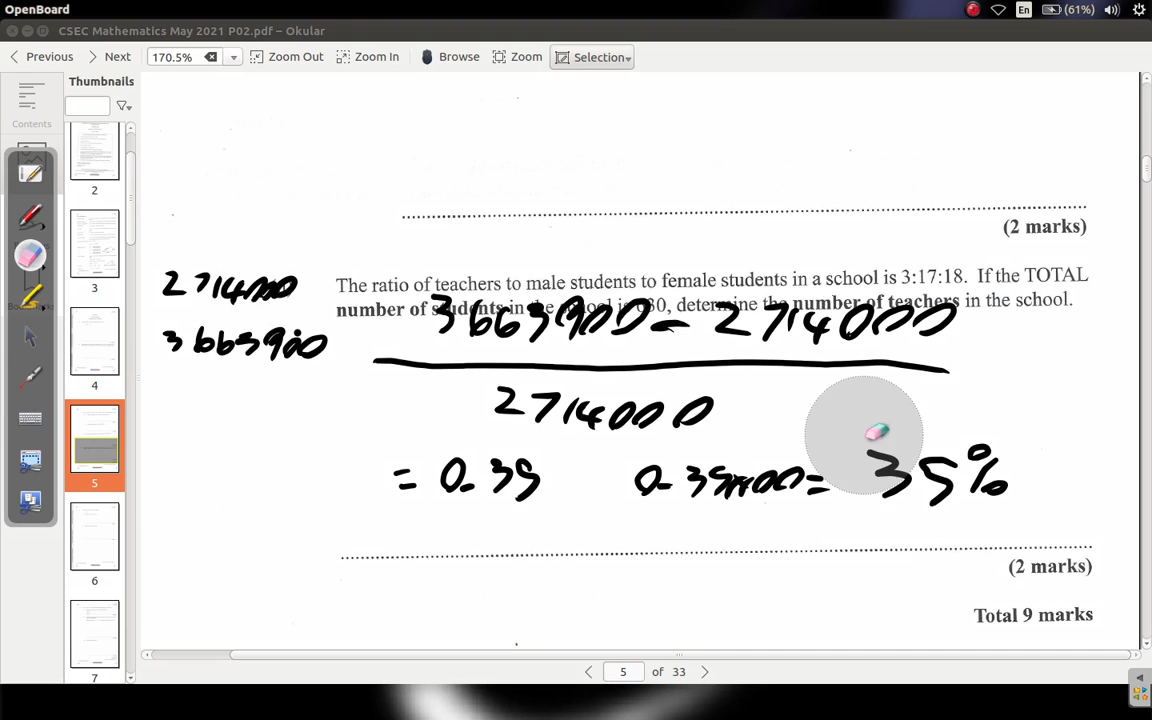 OpenBoard
En
(61%)
CSEC Mathematics May 2021 P02.pdf – Okular
Previous
Next
170.5%
Zoom Out
Zoom In
Browse
Zoom
Selection
Thumbnails
Contents
2
3
4
5
6
7
(2 marks)
The ratio of teachers to male students to female students in a school is 3:17:18. If the TOTAL
number of students in the school is 630, determine the number of teachers in the school.
2714000
3663900
3663900 - 2714000
2714000
= 0.35
0.35×100 = 35%
(2 marks)
Total 9 marks
5 of 33